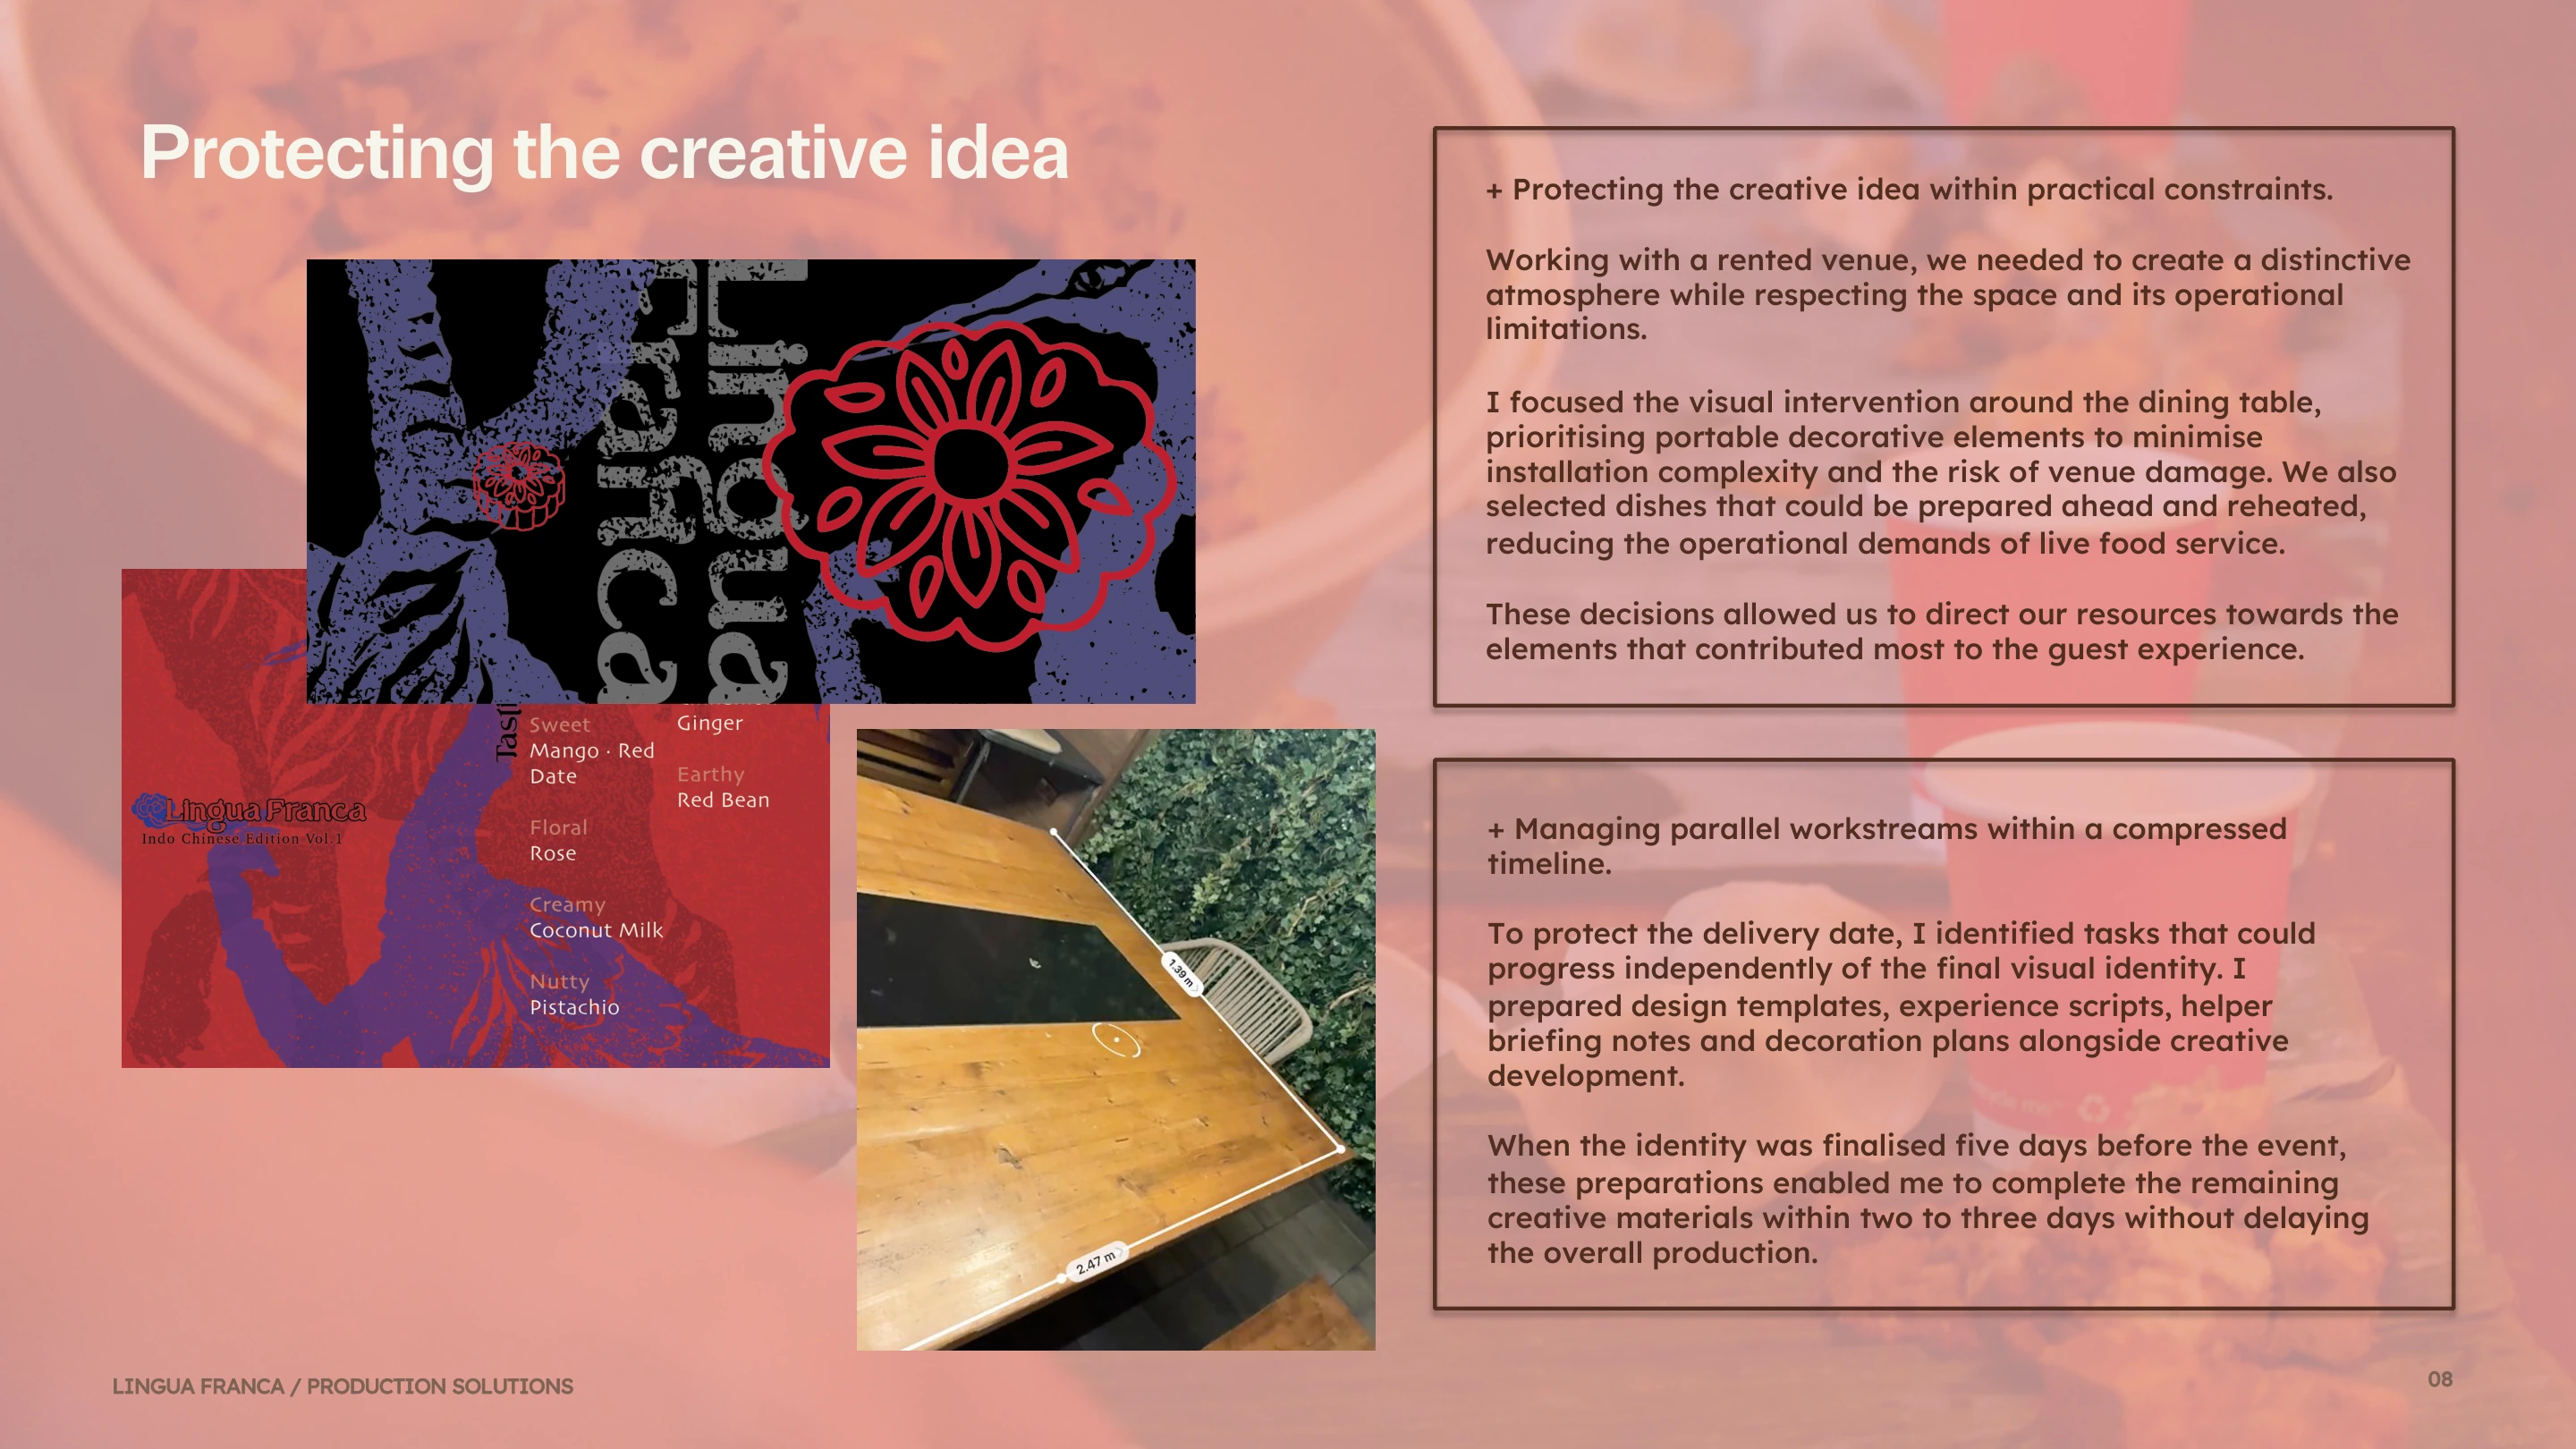 Protecting the creative idea
Lingua
Franca
Lingua Franca
Indo Chinese Edition Vol.1
Sweet
Mango · Red
Date
Floral
Rose
Creamy
Coconut Milk
Nutty
Pistachio
Ginger
Earthy
Red Bean
1.39 m
2.47 m
+ Protecting the creative idea within practical constraints.
Working with a rented venue, we needed to create a distinctive
atmosphere while respecting the space and its operational
limitations.
I focused the visual intervention around the dining table,
prioritising portable decorative elements to minimise
installation complexity and the risk of venue damage. We also
selected dishes that could be prepared ahead and reheated,
reducing the operational demands of live food service.
These decisions allowed us to direct our resources towards the
elements that contributed most to the guest experience.
+ Managing parallel workstreams within a compressed
timeline.
To protect the delivery date, I identified tasks that could
progress independently of the final visual identity. I
prepared design templates, experience scripts, helper
briefing notes and decoration plans alongside creative
development.
When the identity was finalised five days before the event,
these preparations enabled me to complete the remaining
creative materials within two to three days without delaying
the overall production.
LINGUA FRANCA / PRODUCTION SOLUTIONS
08